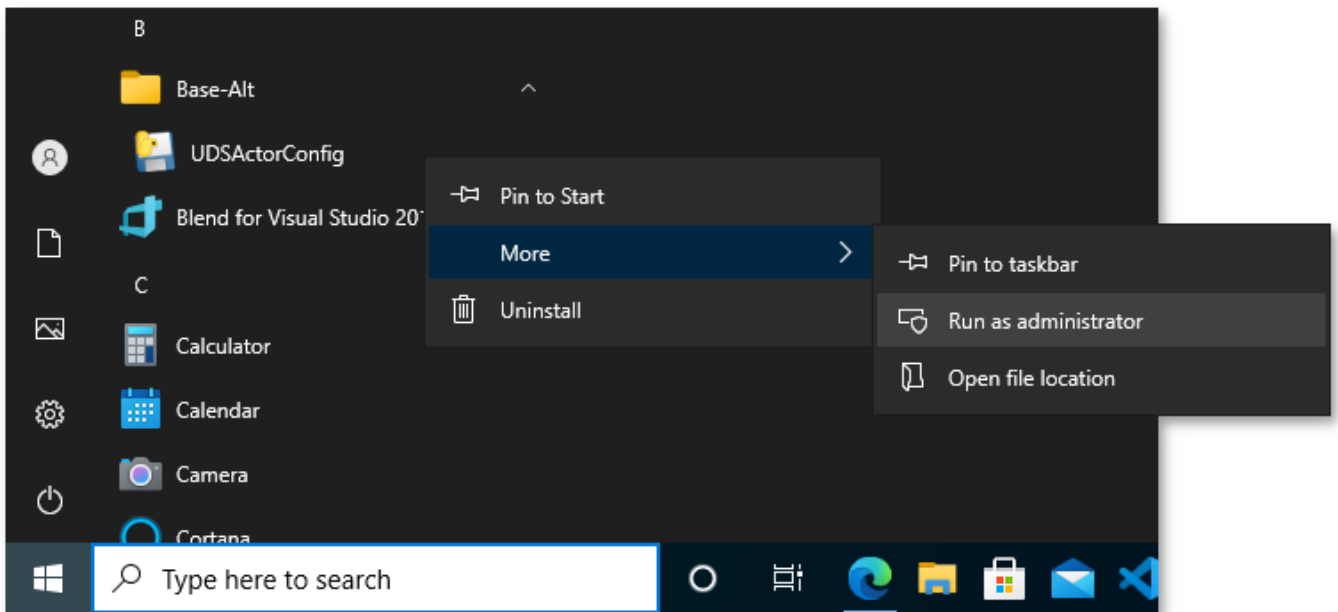 B
Base-Alt
UDSActorConfig
Blend for Visual Studio 20
C
Calculator
Calendar
Camera
Cortana
Pin to Start
More
Uninstall
Pin to taskbar
Run as administrator
Open file location
Type here to search